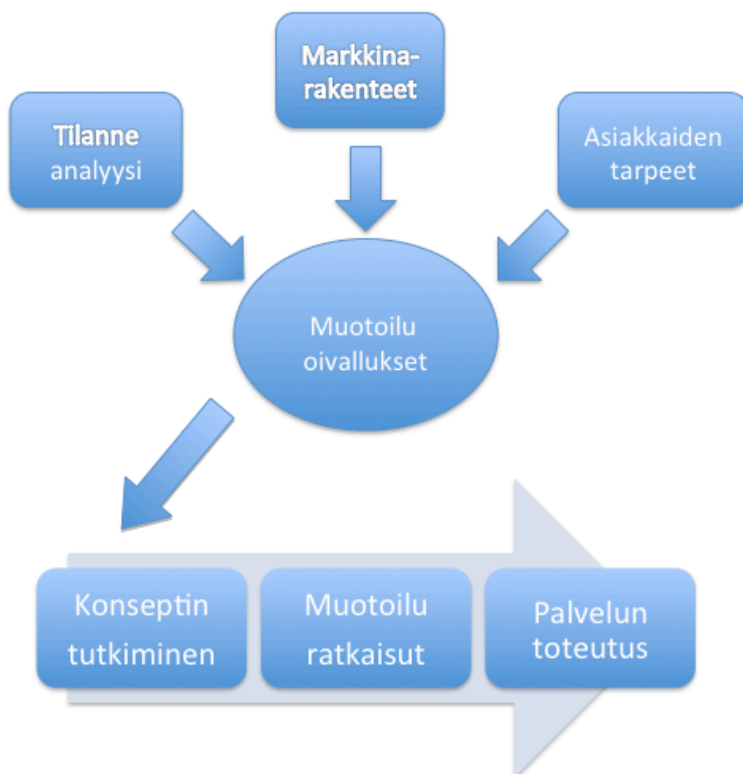 Markkina-
rakenteet
Tilanne
analyysi
Asiakkaiden
tarpeet
Muotoilu
oivallukset
Konseptin
tutkiminen
Muotoilu
ratkaisut
Palvelun
toteutus